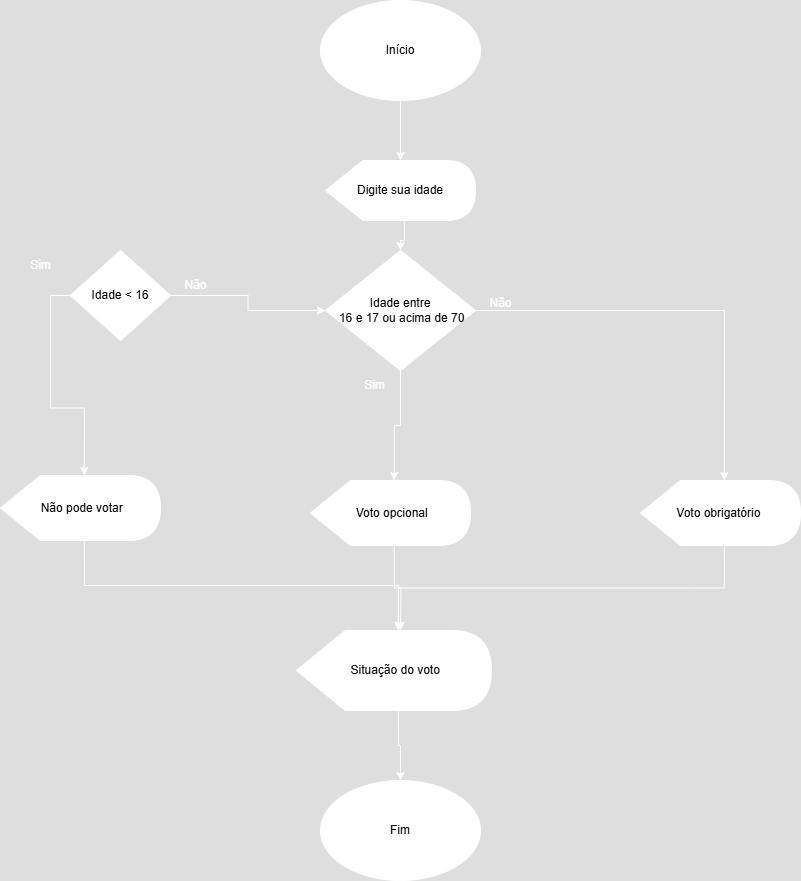 Início
Digite sua idade
Sim
Idade < 16
Não
Idade entre
16 e 17 ou acima de 70
Não
Sim
Não pode votar
Voto opcional
Voto obrigatório
Situação do voto
Fim